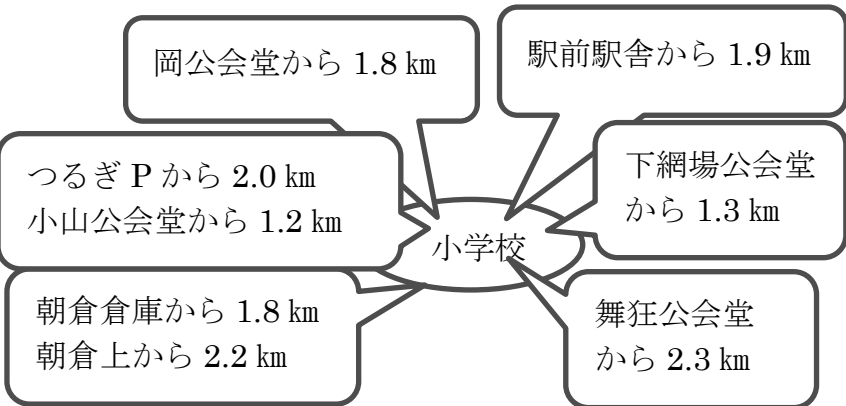 岡公会堂から 1.8 ㎞
駅前駅舎から 1.9 ㎞
つるぎ P から 2.0 ㎞
小山公会堂から 1.2 ㎞
下網場公会堂
から 1.3 ㎞
小学校
朝倉倉庫から 1.8 ㎞
朝倉上から 2.2 ㎞
舞狂公会堂
から 2.3 ㎞